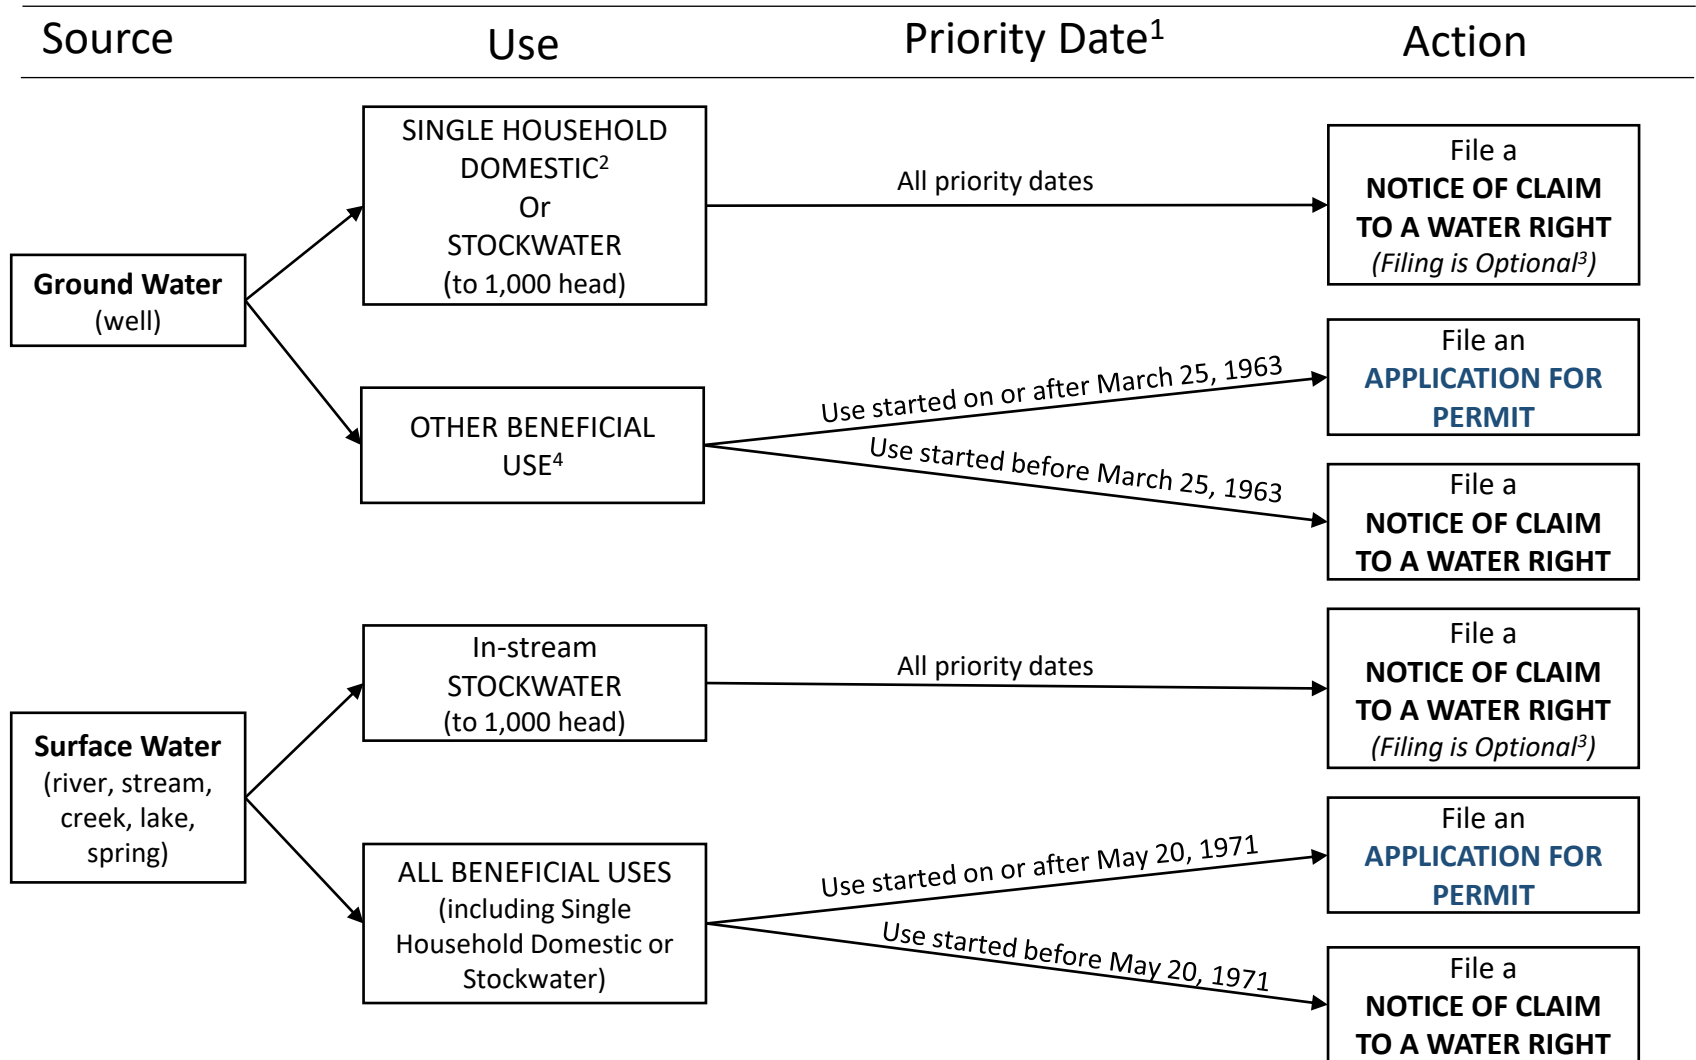 Source
Use
Priority Date¹
Action
Ground Water
(well)
SINGLE HOUSEHOLD
DOMESTIC²
Or
STOCKWATER
(to 1,000 head)
All priority dates
File a
NOTICE OF CLAIM
TO A WATER RIGHT
(Filing is Optional³)
OTHER BENEFICIAL
USE⁴
Use started on or after March 25, 1963
File an
APPLICATION FOR
PERMIT
Use started before March 25, 1963
File a
NOTICE OF CLAIM
TO A WATER RIGHT
Surface Water
(river, stream,
creek, lake,
spring)
In-stream
STOCKWATER
(to 1,000 head)
All priority dates
File a
NOTICE OF CLAIM
TO A WATER RIGHT
(Filing is Optional³)
ALL BENEFICIAL USES
(including Single
Household Domestic or
Stockwater)
Use started on or after May 20, 1971
File an
APPLICATION FOR
PERMIT
Use started before May 20, 1971
File a
NOTICE OF CLAIM
TO A WATER RIGHT